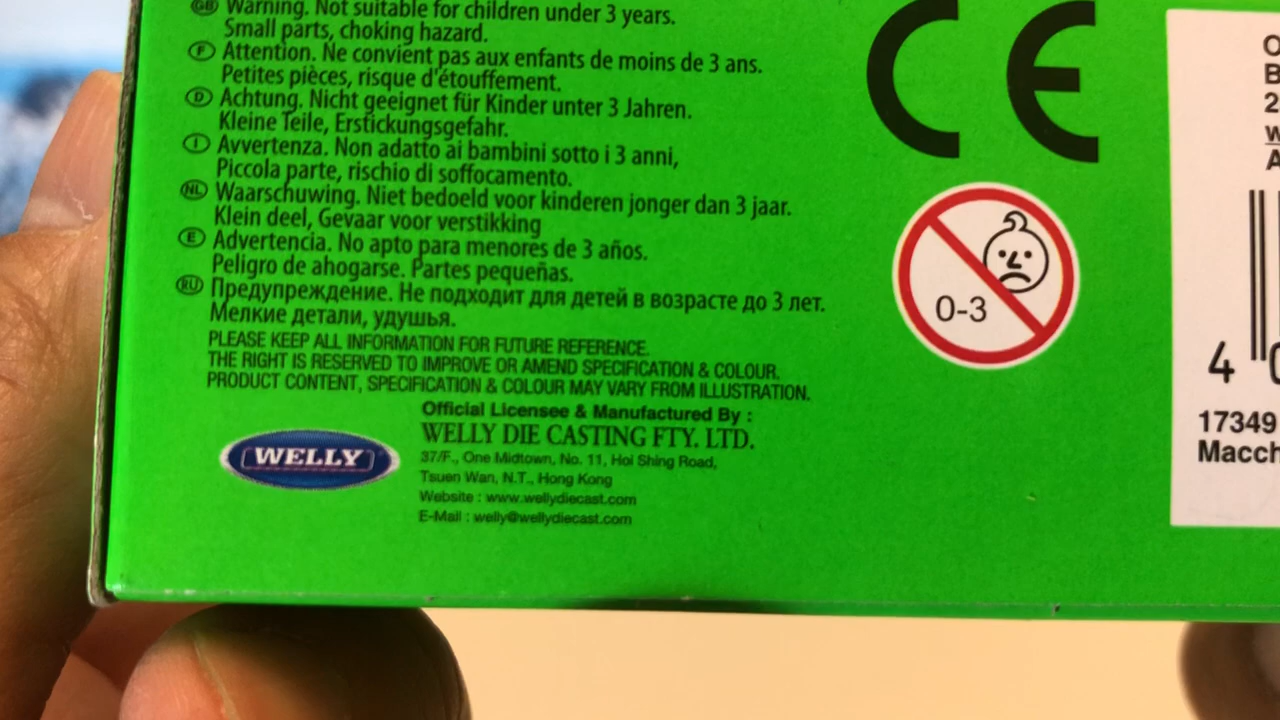 GB Warning. Not suitable for children under 3 years.
Small parts, choking hazard.
F Attention. Ne convient pas aux enfants de moins de 3 ans.
Petites pièces, risque d'étouffement.
D Achtung. Nicht geeignet für Kinder unter 3 Jahren.
Kleine Teile, Erstickungsgefahr.
I Avvertenza. Non adatto ai bambini sotto i 3 anni,
Piccola parte, rischio di soffocamento.
NL Waarschuwing. Niet bedoeld voor kinderen jonger dan 3 jaar.
Klein deel, Gevaar voor verstikking
E Advertencia. No apto para menores de 3 años.
Peligro de ahogarse. Partes pequeñas.
RU Предупреждение. Не подходит для детей в возрасте до 3 лет.
Мелкие детали, удушья.
PLEASE KEEP ALL INFORMATION FOR FUTURE REFERENCE.
THE RIGHT IS RESERVED TO IMPROVE OR AMEND SPECIFICATION & COLOUR.
PRODUCT CONTENT, SPECIFICATION & COLOUR MAY VARY FROM ILLUSTRATION.
WELLY
Official Licensee & Manufactured By :
WELLY DIE CASTING FTY. LTD.
37/F., One Midtown, No. 11, Hoi Shing Road,
Tsuen Wan, N.T., Hong Kong
Website : www.wellydiecast.com
E-Mail : welly@wellydiecast.com
CE
0-3
4
17349
Macch